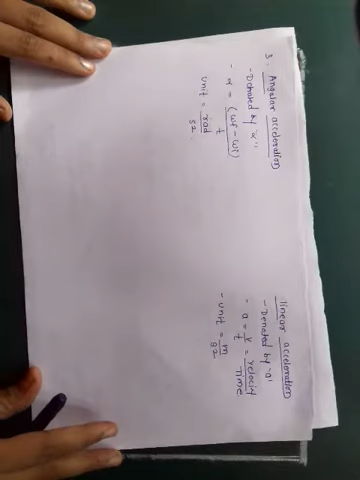 3. Angular acceleration
- Denoted by "α"
- α = (ωf - ωi) / t
unit = rad / s2.
linear acceleration
- Denoted by 'a'
- a = v / t = velocity / Time
- unit = m / s2